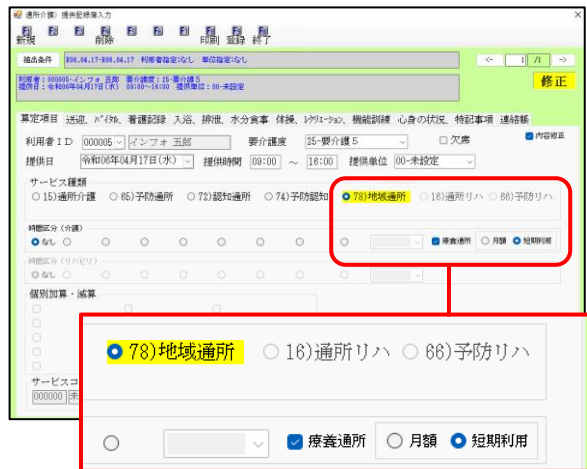 通所介護) 提供記録簿入力
新規 削除 印刷 登録 終了
抽出条件 R06.04.17-R06.04.17 利用者指定:なし 単位指定:なし <- 1 /1 ->
利用者:000005-インフォ 五郎 要介護度:25-要介護5
提供日:令和06年04月17日(水) 09:00~16:00 提供単位:00-未設定
修正
算定項目 送迎、バイタル、看護記録 入浴、排泄、水分食事 体操、レクリエーション、機能訓練 心身の状況、特記事項 連絡帳
利用者ID 000005 インフォ 五郎 要介護度 25-要介護5 欠席 内容修正
提供日 令和06年04月17日(水) 提供時間 09:00 ~ 16:00 提供単位 00-未設定
サービス種類
15)通所介護 65)予防通所 72)認知通所 74)予防認知 78)地域通所 16)通所リハ 66)予防リハ
時間区分(介護)
なし 療養通所 月額 短期利用
時間区分(リハビリ)
なし
個別加算・減算
サービスコ
000000 未
78)地域通所 16)通所リハ 66)予防リハ
療養通所 月額 短期利用